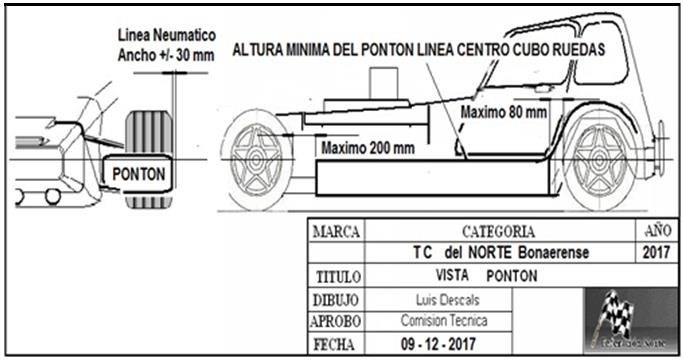 Linea Neumatico
Ancho +/- 30 mm
ALTURA MINIMA DEL PONTON LINEA CENTRO CUBO RUEDAS
Maximo 80 mm
Maximo 200 mm
PONTON
MARCA CATEGORIA AÑO
T C del NORTE Bonaerense 2017
TITULO VISTA PONTON
DIBUJO Luis Descals
APROBO Comision Tecnica
FECHA 09 - 12 - 2017